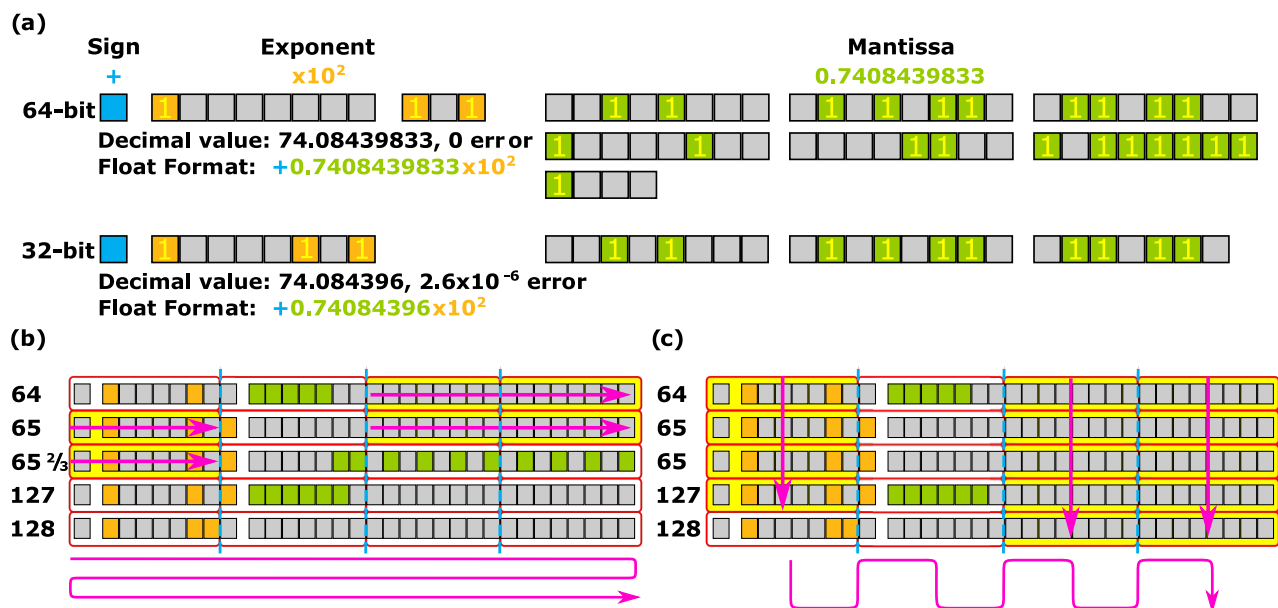 (a)
Sign Exponent Mantissa
+ x10² 0.7408439833
64-bit 1 1 1 1 1 1 1 1 1 1 1 1 1
Decimal value: 74.08439833, 0 error 1 1 1 1 1 1 1 1 1 1 1
Float Format: +0.7408439833x10² 1
32-bit 1 1 1 1 1 1 1 1 1 1 1 1 1
Decimal value: 74.084396, 2.6x10⁻⁶ error
Float Format: +0.74084396x10²
(b)
64
65
65 ⅔
127
128
(c)
64
65
65
127
128